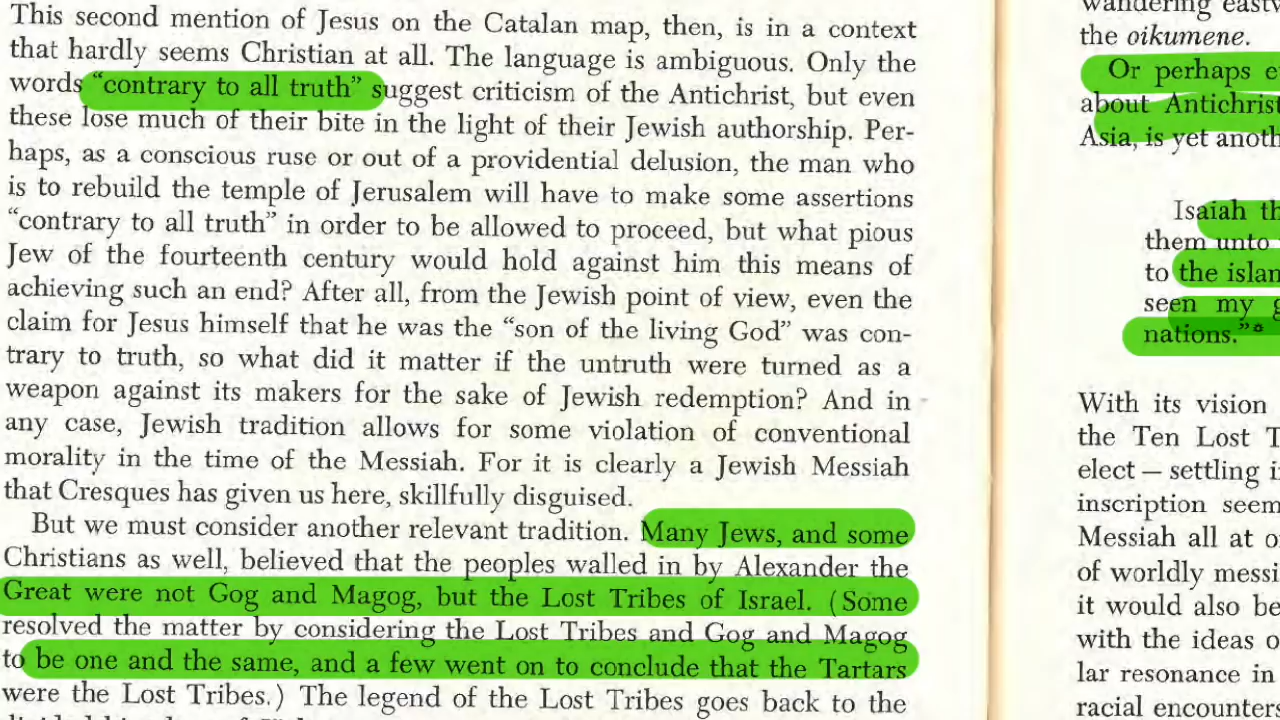 This second mention of Jesus on the Catalan map, then, is in a context
that hardly seems Christian at all. The language is ambiguous. Only the
words “contrary to all truth” suggest criticism of the Antichrist, but even
these lose much of their bite in the light of their Jewish authorship. Per-
haps, as a conscious ruse or out of a providential delusion, the man who
is to rebuild the temple of Jerusalem will have to make some assertions
“contrary to all truth” in order to be allowed to proceed, but what pious
Jew of the fourteenth century would hold against him this means of
achieving such an end? After all, from the Jewish point of view, even the
claim for Jesus himself that he was the “son of the living God” was con-
trary to truth, so what did it matter if the untruth were turned as a
weapon against its makers for the sake of Jewish redemption? And in
any case, Jewish tradition allows for some violation of conventional
morality in the time of the Messiah. For it is clearly a Jewish Messiah
that Cresques has given us here, skillfully disguised.
But we must consider another relevant tradition. Many Jews, and some
Christians as well, believed that the peoples walled in by Alexander the
Great were not Gog and Magog, but the Lost Tribes of Israel. (Some
resolved the matter by considering the Lost Tribes and Gog and Magog
to be one and the same, and a few went on to conclude that the Tartars
were the Lost Tribes.) The legend of the Lost Tribes goes back to the
wandering
the oikumene.
Or perhaps
about Antichrist
Asia, is yet
Isaiah
them unto
to the
seen my
nations.”*
With its vision
the Ten Lost
elect — settling
inscription
Messiah all at
of worldly
it would also be
with the ideas
lar resonance in
racial encounters